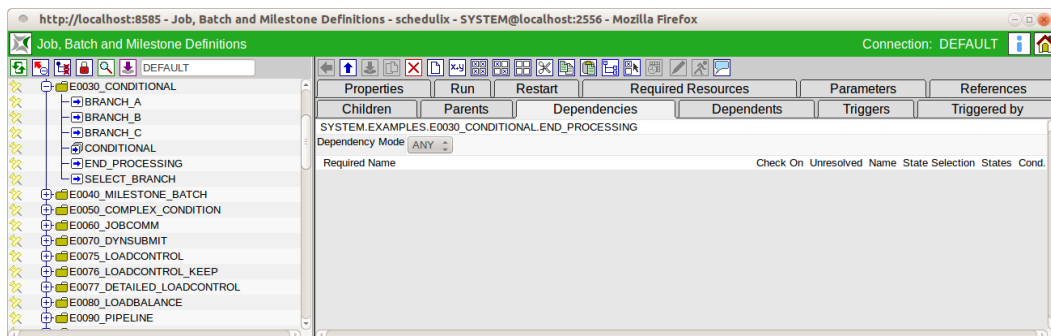 http://localhost:8585 - Job, Batch and Milestone Definitions - schedulix - SYSTEM@localhost:2556 - Mozilla Firefox
Job, Batch and Milestone Definitions
Connection: DEFAULT
DEFAULT
E0030_CONDITIONAL
BRANCH_A
BRANCH_B
BRANCH_C
CONDITIONAL
END_PROCESSING
SELECT_BRANCH
E0040_MILESTONE_BATCH
E0050_COMPLEX_CONDITION
E0060_JOBCOMM
E0070_DYNSUBMIT
E0075_LOADCONTROL
E0076_LOADCONTROL_KEEP
E0077_DETAILED_LOADCONTROL
E0080_LOADBALANCE
E0090_PIPELINE
Properties Run Restart Required Resources Parameters References
Children Parents Dependencies Dependents Triggers Triggered by
SYSTEM.EXAMPLES.E0030_CONDITIONAL.END_PROCESSING
Dependency Mode ANY
Required Name Check On Unresolved Name State Selection States Cond.